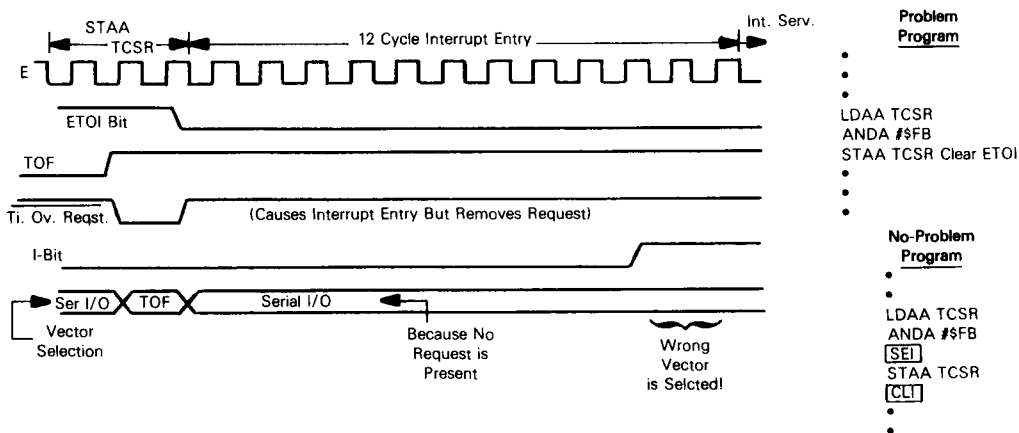 STAA
TCSR
12 Cycle Interrupt Entry
Int. Serv.
E
ETOI Bit
TOF
Ti. Ov. Reqst.
(Causes Interrupt Entry But Removes Request)
I-Bit
Ser I/O
TOF
Serial I/O
Vector
Selection
Because No
Request is
Present
Wrong
Vector
is Selcted!
Problem
Program
•
•
•
LDAA TCSR
ANDA #$FB
STAA TCSR Clear ETOI
•
•
•
No-Problem
Program
•
•
LDAA TCSR
ANDA #$FB
SEI
STAA TCSR
CLI
•
•